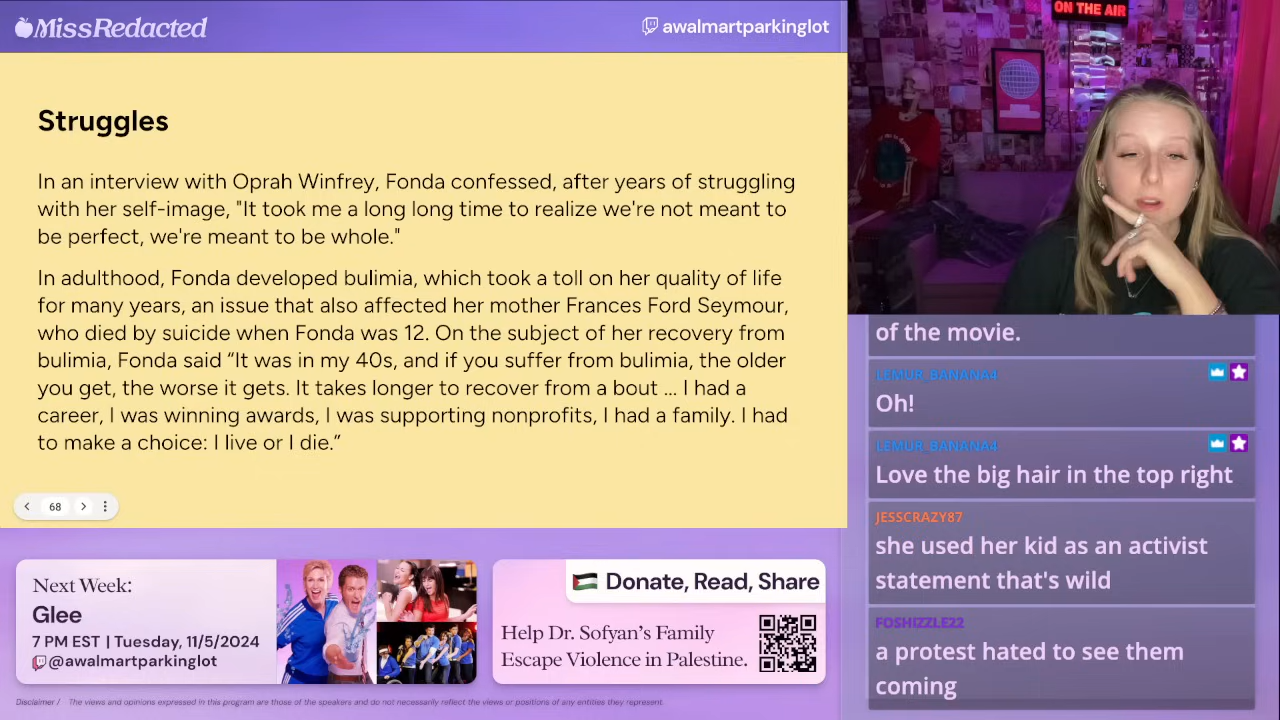 MissRedacted
awalmartparkinglot
ON THE AIR
Struggles
In an interview with Oprah Winfrey, Fonda confessed, after years of struggling
with her self-image, "It took me a long long time to realize we're not meant to
be perfect, we're meant to be whole."
In adulthood, Fonda developed bulimia, which took a toll on her quality of life
for many years, an issue that also affected her mother Frances Ford Seymour,
who died by suicide when Fonda was 12. On the subject of her recovery from
bulimia, Fonda said “It was in my 40s, and if you suffer from bulimia, the older
you get, the worse it gets. It takes longer to recover from a bout ... I had a
career, I was winning awards, I was supporting nonprofits, I had a family. I had
to make a choice: I live or I die.”
68
of the movie.
LEMUR_BANANA4
Oh!
LEMUR_BANANA4
Love the big hair in the top right
JESSCRAZY87
she used her kid as an activist
statement that's wild
FOSHIZZLE22
a protest hated to see them
coming
Next Week:
Glee
7 PM EST | Tuesday, 11/5/2024
@awalmartparkinglot
Donate, Read, Share
Help Dr. Sofyan’s Family
Escape Violence in Palestine.
Disclaimer / The views and opinions expressed in this program are those of the speakers and do not necessarily reflect the views or positions of any entities they represent.